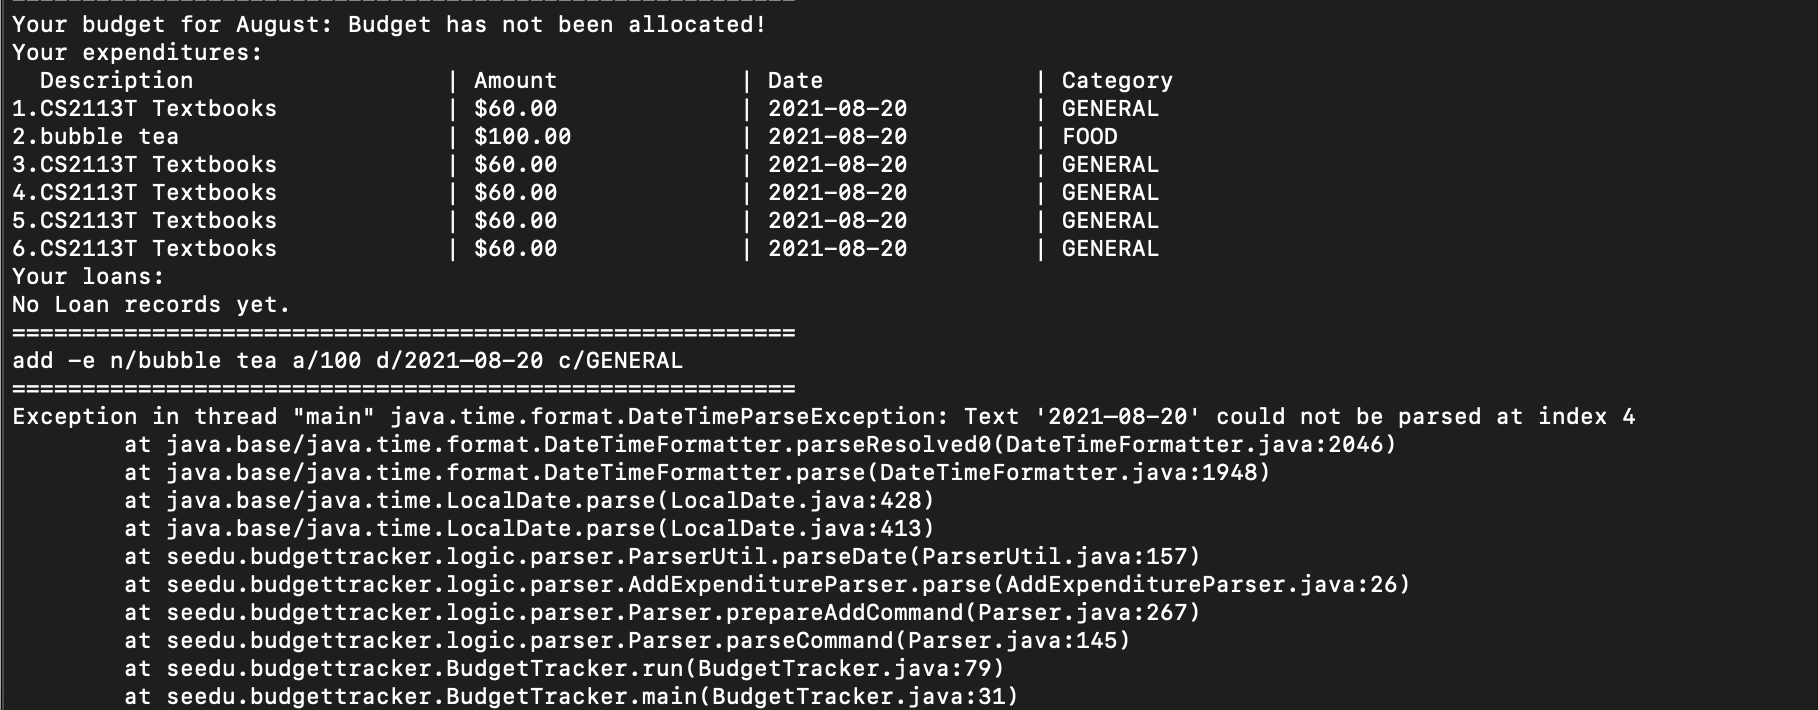 Your budget for August: Budget has not been allocated!
Your expenditures:
  Description                  | Amount             | Date               | Category
1.CS2113T Textbooks            | $60.00             | 2021-08-20         | GENERAL
2.bubble tea                   | $100.00            | 2021-08-20         | FOOD
3.CS2113T Textbooks            | $60.00             | 2021-08-20         | GENERAL
4.CS2113T Textbooks            | $60.00             | 2021-08-20         | GENERAL
5.CS2113T Textbooks            | $60.00             | 2021-08-20         | GENERAL
6.CS2113T Textbooks            | $60.00             | 2021-08-20         | GENERAL
Your loans:
No Loan records yet.
========================================================
add -e n/bubble tea a/100 d/2021—08-20 c/GENERAL
========================================================
Exception in thread "main" java.time.format.DateTimeParseException: Text '2021—08-20' could not be parsed at index 4
        at java.base/java.time.format.DateTimeFormatter.parseResolved0(DateTimeFormatter.java:2046)
        at java.base/java.time.format.DateTimeFormatter.parse(DateTimeFormatter.java:1948)
        at java.base/java.time.LocalDate.parse(LocalDate.java:428)
        at java.base/java.time.LocalDate.parse(LocalDate.java:413)
        at seedu.budgettracker.logic.parser.ParserUtil.parseDate(ParserUtil.java:157)
        at seedu.budgettracker.logic.parser.AddExpenditureParser.parse(AddExpenditureParser.java:26)
        at seedu.budgettracker.logic.parser.Parser.prepareAddCommand(Parser.java:267)
        at seedu.budgettracker.logic.parser.Parser.parseCommand(Parser.java:145)
        at seedu.budgettracker.BudgetTracker.run(BudgetTracker.java:79)
        at seedu.budgettracker.BudgetTracker.main(BudgetTracker.java:31)